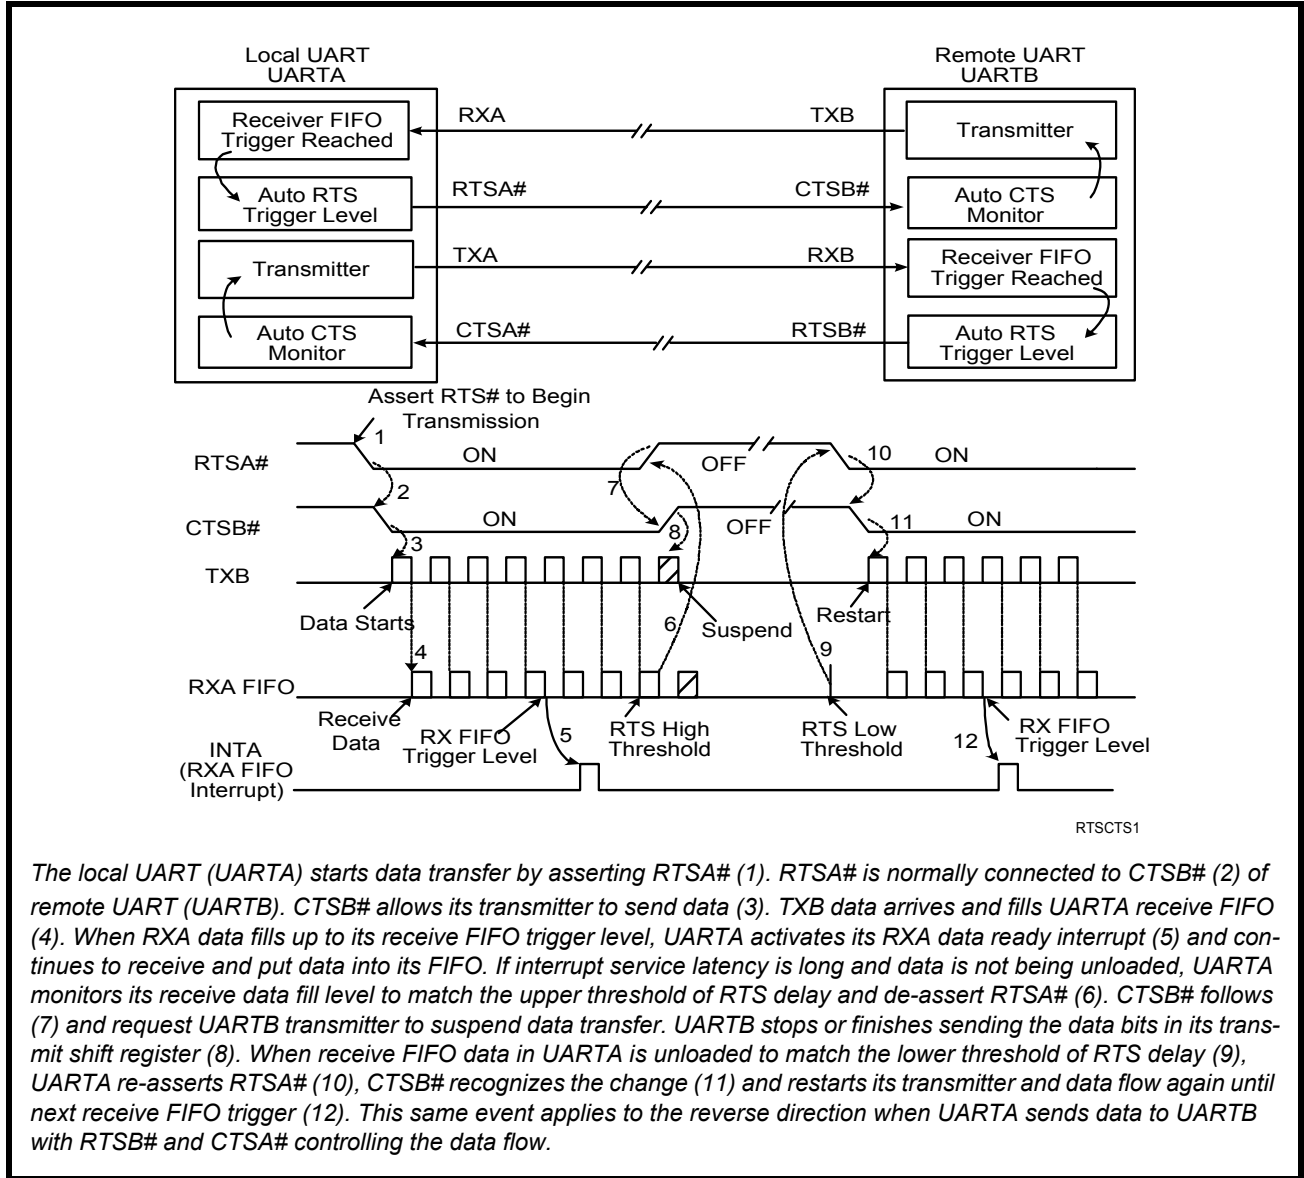 Local UART
UARTA
Remote UART
UARTB
Receiver FIFO
Trigger Reached
RXA
TXB
Transmitter
Auto RTS
Trigger Level
RTSA#
CTSB#
Auto CTS
Monitor
Transmitter
TXA
RXB
Receiver FIFO
Trigger Reached
Auto CTS
Monitor
CTSA#
RTSB#
Auto RTS
Trigger Level
Assert RTS# to Begin
Transmission
1
RTSA#
ON
OFF
10
ON
2
7
CTSB#
ON
8
OFF
11
ON
3
TXB
Data Starts
6
Suspend
Restart
4
9
RXA FIFO
Receive
Data
RX FIFO
Trigger Level
5
RTS High
Threshold
RTS Low
Threshold
12
RX FIFO
Trigger Level
INTA
(RXA FIFO
Interrupt)
RTSCTS1
The local UART (UARTA) starts data transfer by asserting RTSA# (1). RTSA# is normally connected to CTSB# (2) of
remote UART (UARTB). CTSB# allows its transmitter to send data (3). TXB data arrives and fills UARTA receive FIFO
(4). When RXA data fills up to its receive FIFO trigger level, UARTA activates its RXA data ready interrupt (5) and con-
tinues to receive and put data into its FIFO. If interrupt service latency is long and data is not being unloaded, UARTA
monitors its receive data fill level to match the upper threshold of RTS delay and de-assert RTSA# (6). CTSB# follows
(7) and request UARTB transmitter to suspend data transfer. UARTB stops or finishes sending the data bits in its trans-
mit shift register (8). When receive FIFO data in UARTA is unloaded to match the lower threshold of RTS delay (9),
UARTA re-asserts RTSA# (10), CTSB# recognizes the change (11) and restarts its transmitter and data flow again until
next receive FIFO trigger (12). This same event applies to the reverse direction when UARTA sends data to UARTB
with RTSB# and CTSA# controlling the data flow.